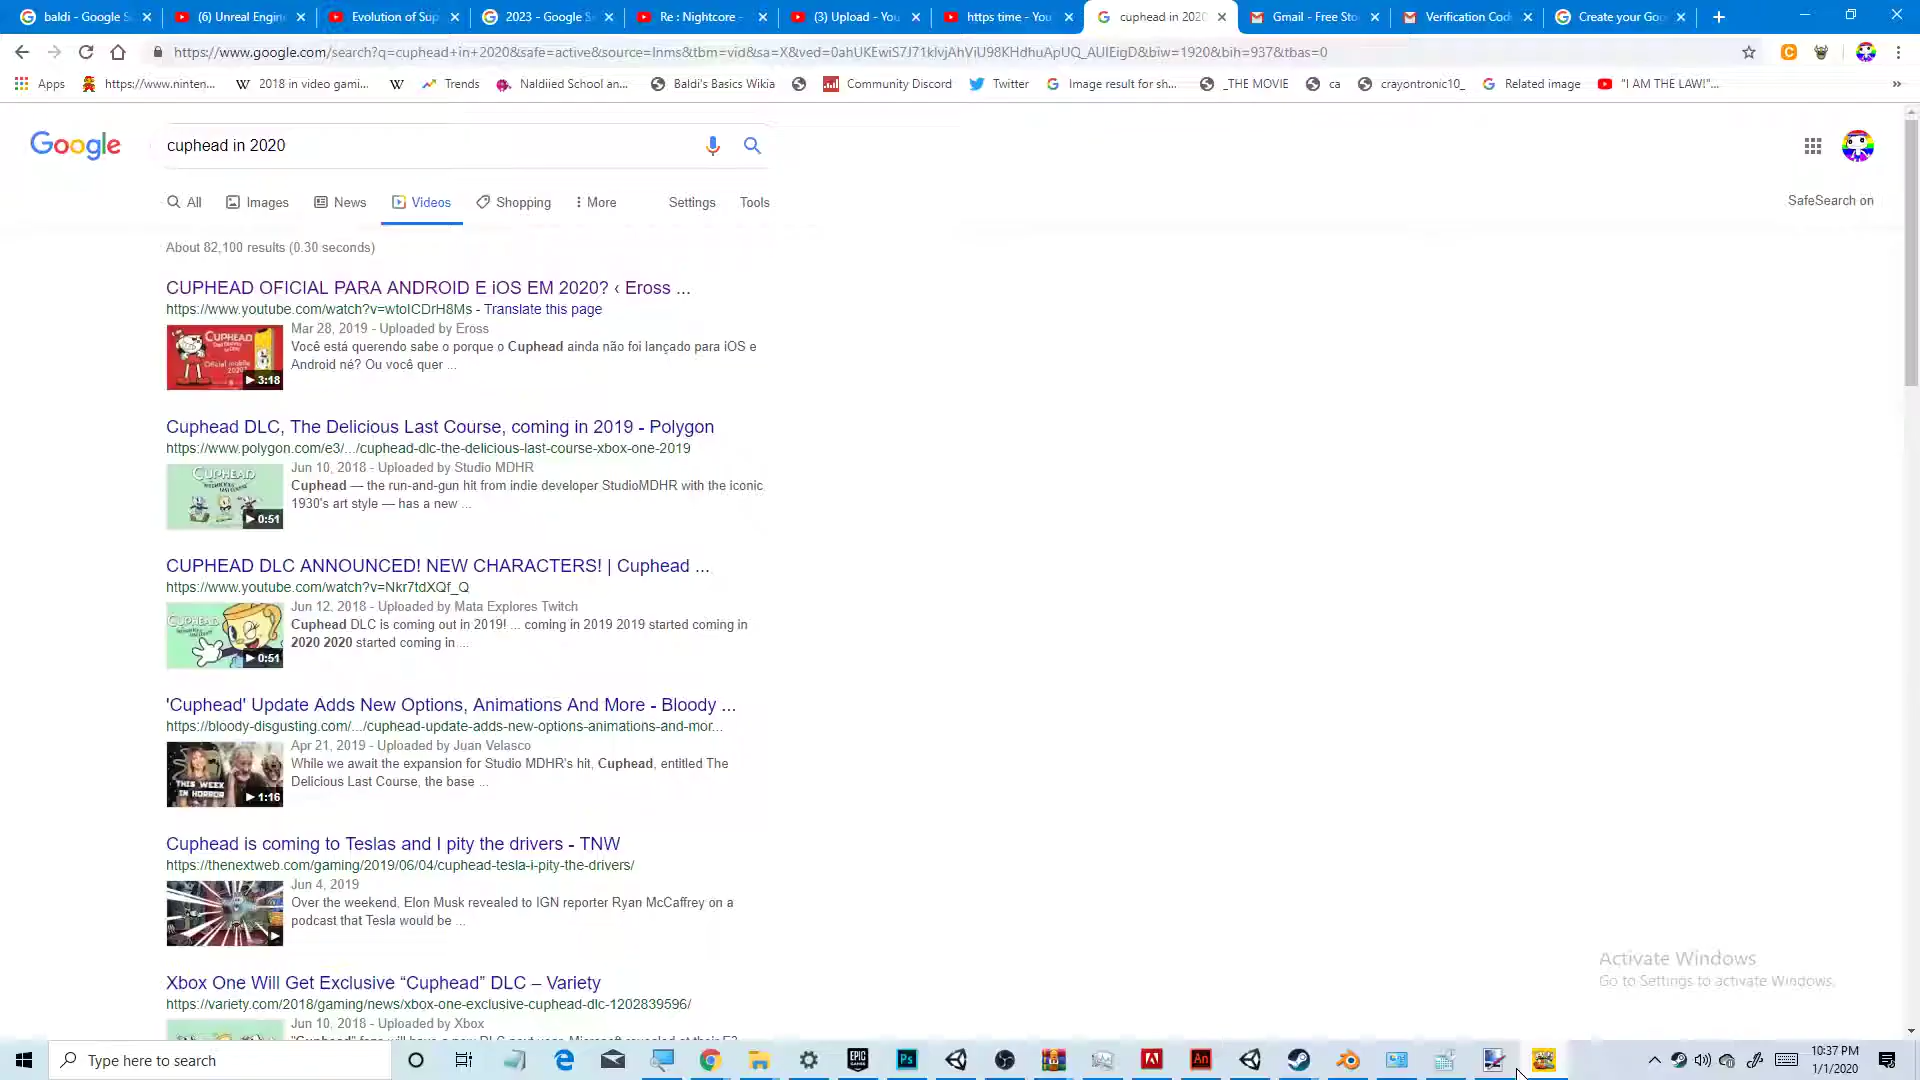 baldi - Google S
(6) Unreal Engin
Evolution of Sup
2023 - Google S
Re : Nightcore -
(3) Upload - You
https time - You
cuphead in 2020
Gmail - Free Sto
Verification Cod
Create your Goo
https://www.google.com/search?q=cuphead+in+2020&safe=active&source=lnms&tbm=vid&sa=X&ved=0ahUKEwiS7J71klvjAhViU98KHdhuApUQ_AUIEigD&biw=1920&bih=937&tbas=0
Apps
https://www.ninten...
2018 in video gami...
Trends
Naldiied School an...
Baldi's Basics Wikia
Community Discord
Twitter
Image result for sh...
_THE MOVIE
ca
crayontronic10_
Related image
"I AM THE LAW!"...
Google
cuphead in 2020
All
Images
News
Videos
Shopping
More
Settings
Tools
SafeSearch on
About 82,100 results (0.30 seconds)
CUPHEAD OFICIAL PARA ANDROID E iOS EM 2020? ‹ Eross ...
https://www.youtube.com/watch?v=wtoICDrH8Ms - Translate this page
Mar 28, 2019 - Uploaded by Eross
Você está querendo sabe o porque o Cuphead ainda não foi lançado para iOS e
Android né? Ou você quer ...
CUPHEAD
3:18
Cuphead DLC, The Delicious Last Course, coming in 2019 - Polygon
https://www.polygon.com/e3/.../cuphead-dlc-the-delicious-last-course-xbox-one-2019
Jun 10, 2018 - Uploaded by Studio MDHR
Cuphead — the run-and-gun hit from indie developer StudioMDHR with the iconic
1930's art style — has a new ...
CUPHEAD
0:51
CUPHEAD DLC ANNOUNCED! NEW CHARACTERS! | Cuphead ...
https://www.youtube.com/watch?v=Nkr7tdXQf_Q
Jun 12, 2018 - Uploaded by Mata Explores Twitch
Cuphead DLC is coming out in 2019! ... coming in 2019 2019 started coming in
2020 2020 started coming in ...
CUPHEAD
0:51
'Cuphead' Update Adds New Options, Animations And More - Bloody ...
https://bloody-disgusting.com/.../cuphead-update-adds-new-options-animations-and-mor...
Apr 21, 2019 - Uploaded by Juan Velasco
While we await the expansion for Studio MDHR's hit, Cuphead, entitled The
Delicious Last Course, the base ...
THIS WEEK
IN HORROR
1:16
Cuphead is coming to Teslas and I pity the drivers - TNW
https://thenextweb.com/gaming/2019/06/04/cuphead-tesla-i-pity-the-drivers/
Jun 4, 2019
Over the weekend, Elon Musk revealed to IGN reporter Ryan McCaffrey on a
podcast that Tesla would be ...
Xbox One Will Get Exclusive “Cuphead” DLC – Variety
https://variety.com/2018/gaming/news/xbox-one-exclusive-cuphead-dlc-1202839596/
Jun 10, 2018 - Uploaded by Xbox
Activate Windows
Go to Settings to activate Windows.
Type here to search
EPIC
GAMES
Ps
An
10:37 PM
1/1/2020